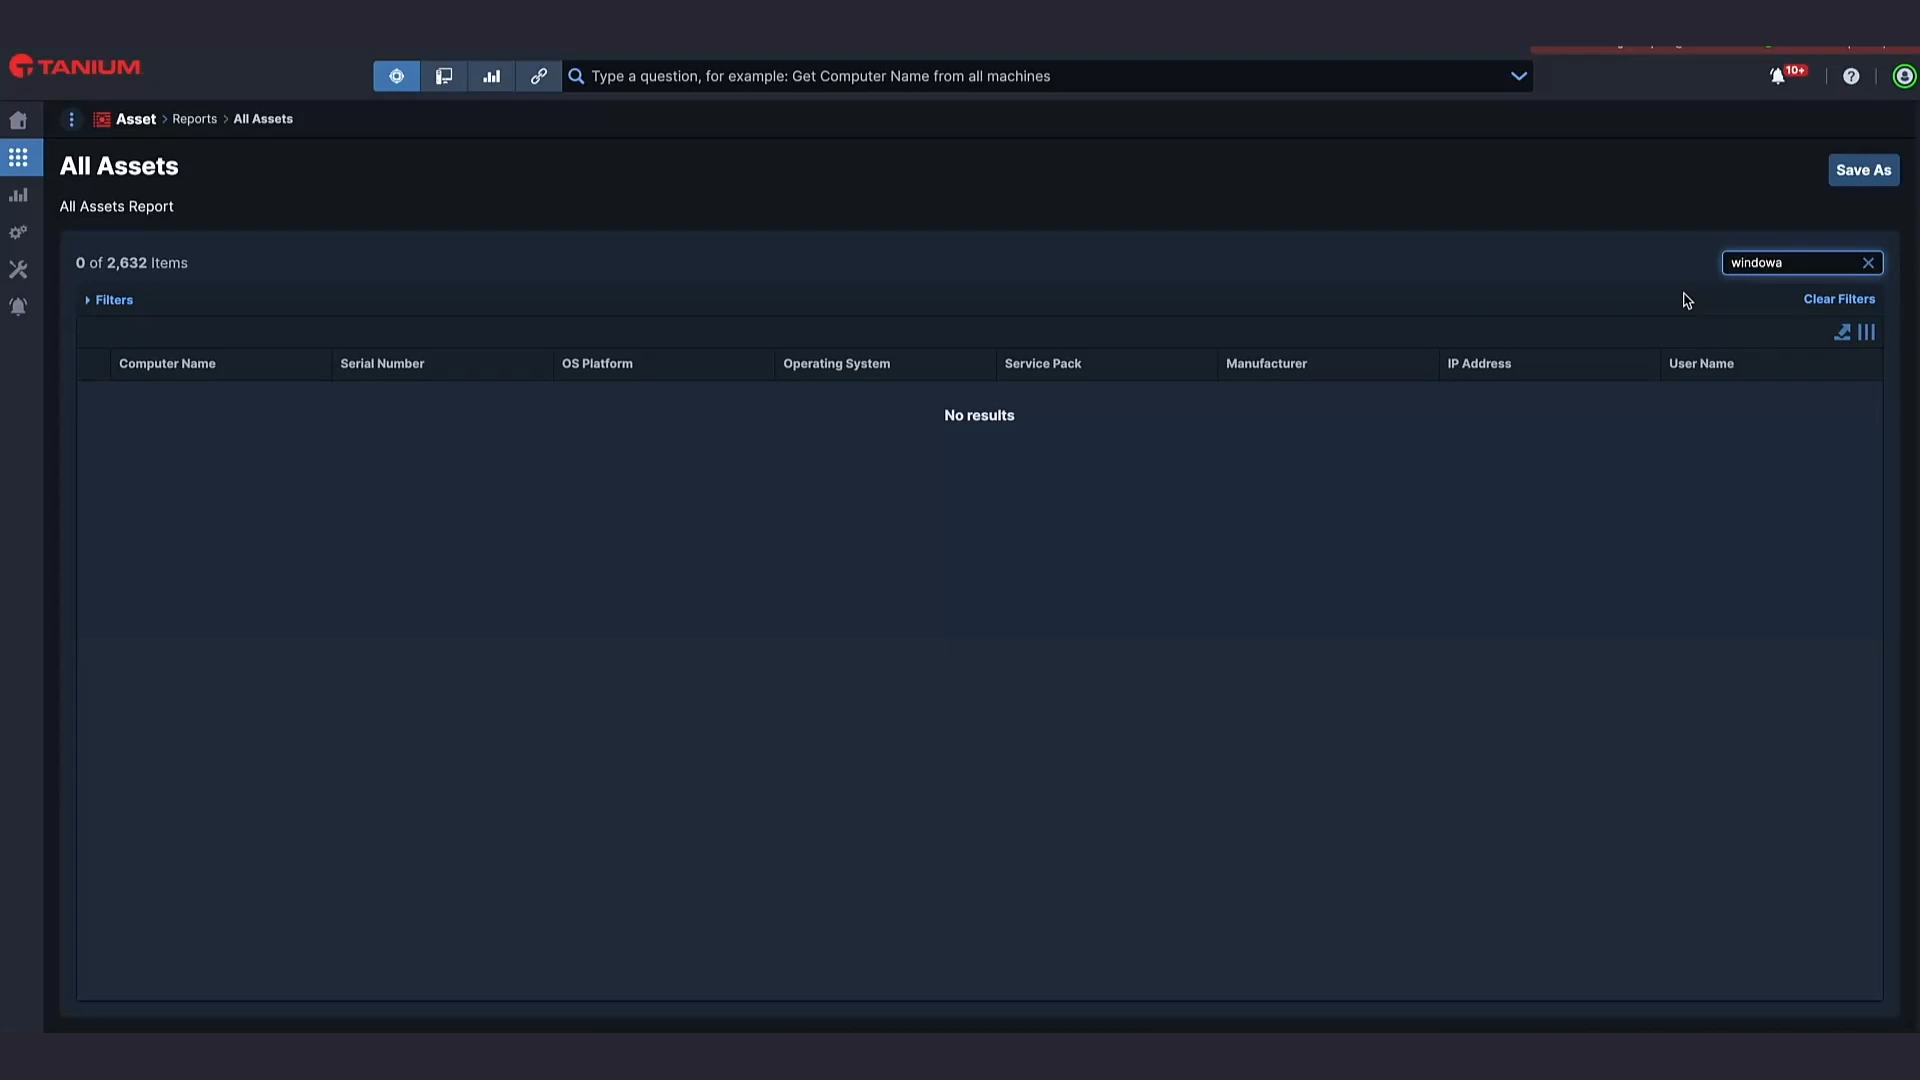 TANIUM
Type a question, for example: Get Computer Name from all machines
10+
Asset > Reports > All Assets
All Assets
Save As
All Assets Report
0 of 2,632 Items
windowa
Filters
Clear Filters
Computer Name Serial Number OS Platform Operating System Service Pack Manufacturer IP Address User Name
No results